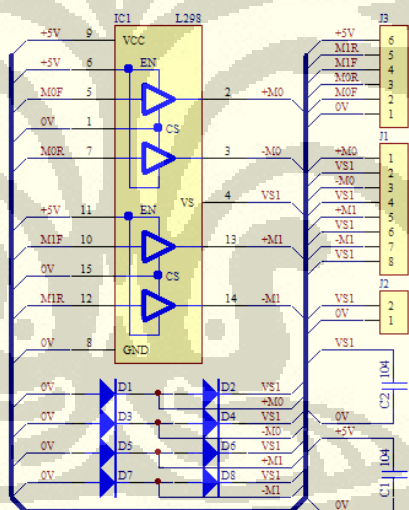 IC1 L298 J3
+5V 9 VCC +5V 6
M1R 5
+5V 6 EN M1F 4
M0R 3
M0F 5 2 +M0 M0F 2
0V 1
0V 1 CS J1
M0R 7 3 -M0 +M0 1
VS1 2
-M0 3
VS 4 VS1 VS1 4
+5V 11 EN +M1 5
VS1 6
M1F 10 13 +M1 -M1 7
VS1 8
0V 15 CS
J2
M1R 12 14 -M1 VS1 2
0V 1
0V 8 GND VS1
104
C2
0V D1 D2 VS1
+M0
0V D3 D4 VS1 0V
-M0 +5V
0V D5 D6 VS1
+M1
104
C1
0V D7 D8 VS1
-M1
0V